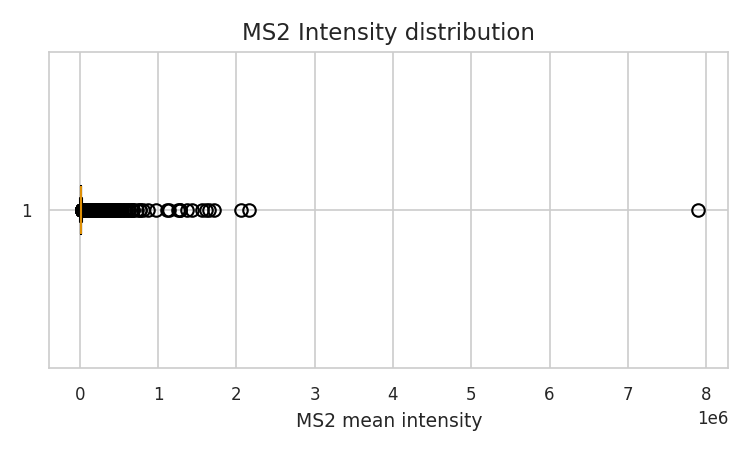 MS2 Intensity distribution
1
0 1 2 3 4 5 6 7 8
1e6
MS2 mean intensity